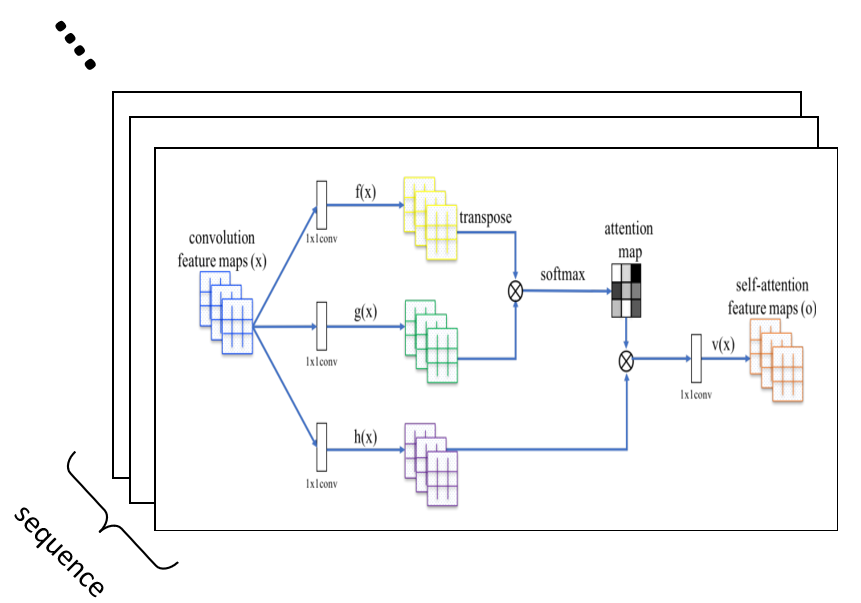 convolution
feature maps (x)
f(x)
1x1conv
transpose
g(x)
1x1conv
h(x)
1x1conv
softmax
attention
map
v(x)
1x1conv
self-attention
feature maps (o)
sequence